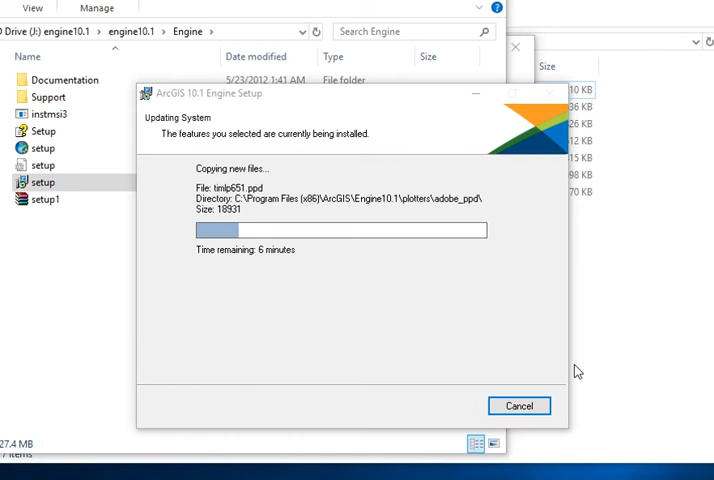 View Manage
Drive (J:) engine10.1 > engine10.1 > Engine Search Engine
Name Date modified Type Size Size
Documentation 5/23/2012 1:41 AM File folder
Support
instmsi3
Setup
setup
setup
setup
setup1
10 KB
36 KB
26 KB
12 KB
15 KB
98 KB
70 KB
ArcGIS 10.1 Engine Setup
Updating System
The features you selected are currently being installed.
Copying new files...
File: timlp651.ppd
Directory: C:\Program Files (x86)\ArcGIS\Engine10.1\plotters\adobe_ppd\
Size: 18931
Time remaining: 6 minutes
Cancel
27.4 MB
items